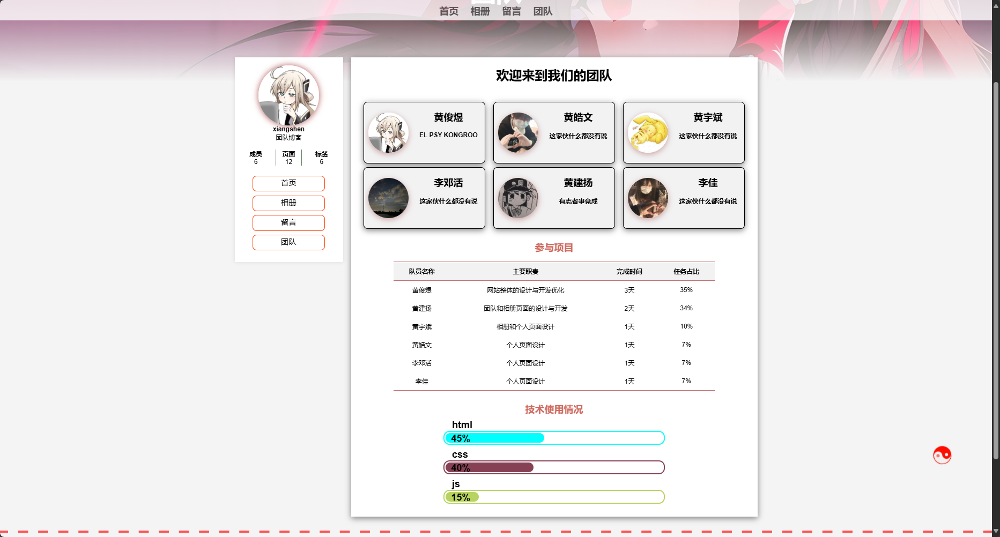 团队
首页 相册 留言 团队
xiangshen
团队博客
成员 页面 标签
6 12 6
首页
相册
留言
团队
欢迎来到我们的团队
黄俊煜
EL PSY KONGROO
黄皓文
这家伙什么都没有说
黄宇斌
这家伙什么都没有说
李邓活
这家伙什么都没有说
黄建扬
有志者事竟成
李佳
这家伙什么都没有说
参与项目
队员名称 主要职责 完成时间 任务占比
黄俊煜 网站整体的设计与开发优化 3天 35%
黄建扬 团队和相册页面的设计与开发 2天 34%
黄宇斌 相册和个人页面设计 1天 10%
黄皓文 个人页面设计 1天 7%
李邓活 个人页面设计 1天 7%
李佳 个人页面设计 1天 7%
技术使用情况
html
45%
css
40%
js
15%